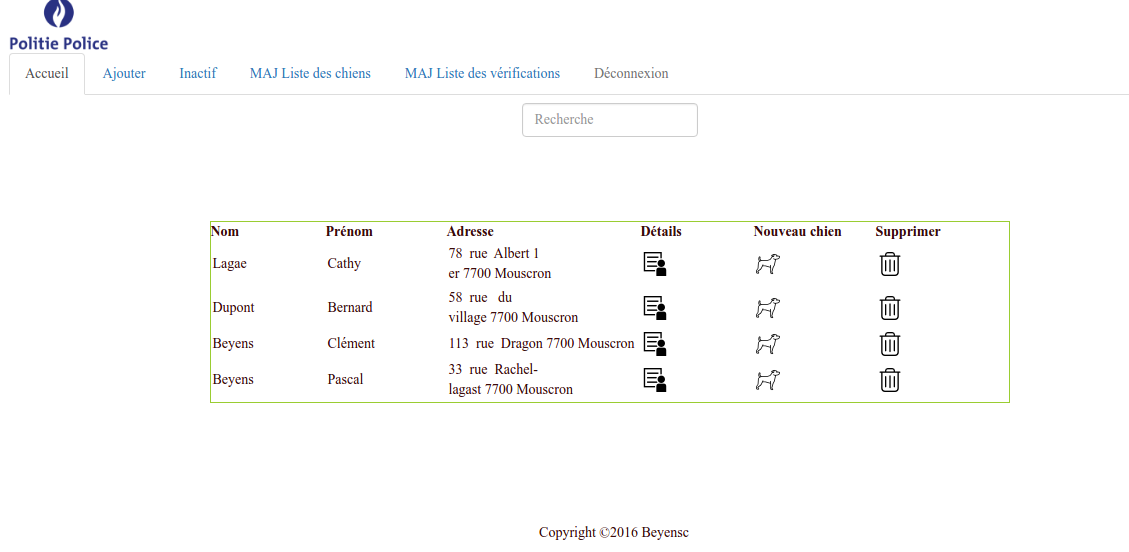 Politie Police
Accueil Ajouter Inactif MAJ Liste des chiens MAJ Liste des vérifications Déconnexion
Recherche
Nom Prénom Adresse Détails Nouveau chien Supprimer
Lagae Cathy 78 rue Albert 1
er 7700 Mouscron
Dupont Bernard 58 rue du
village 7700 Mouscron
Beyens Clément 113 rue Dragon 7700 Mouscron
Beyens Pascal 33 rue Rachel-
lagast 7700 Mouscron
Copyright ©2016 Beyensc